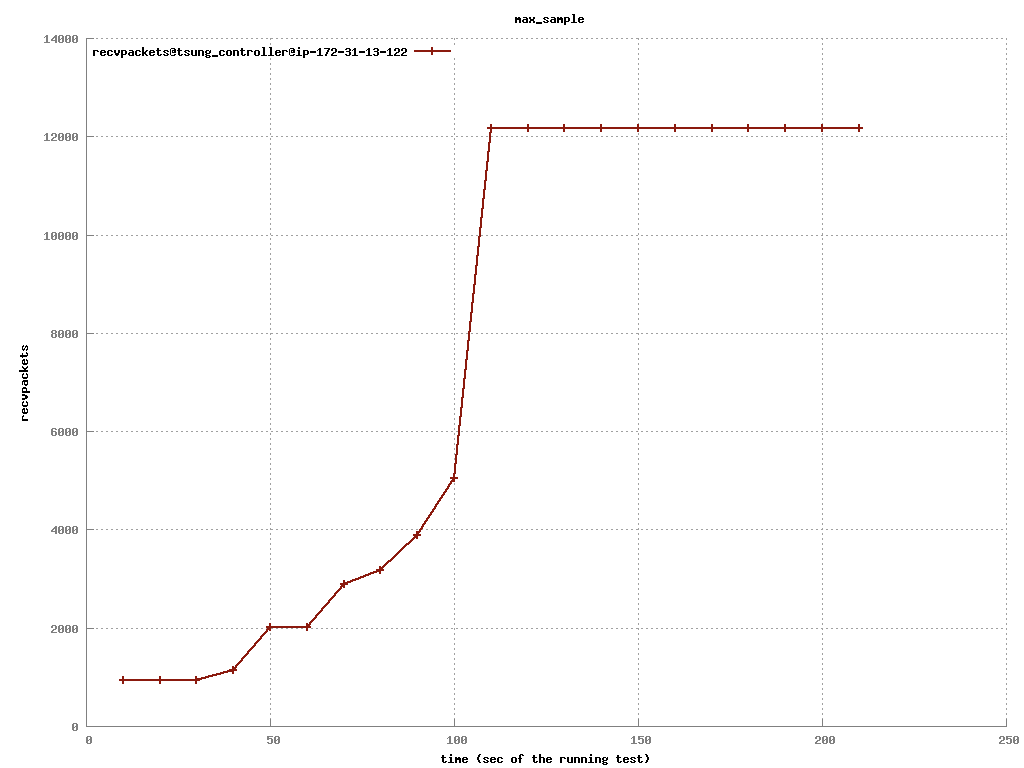 max_sample
recvpackets@tsung_controller@ip-172-31-13-122
14000
12000
10000
8000
6000
4000
2000
0
recvpackets
0 50 100 150 200 250
time (sec of the running test)